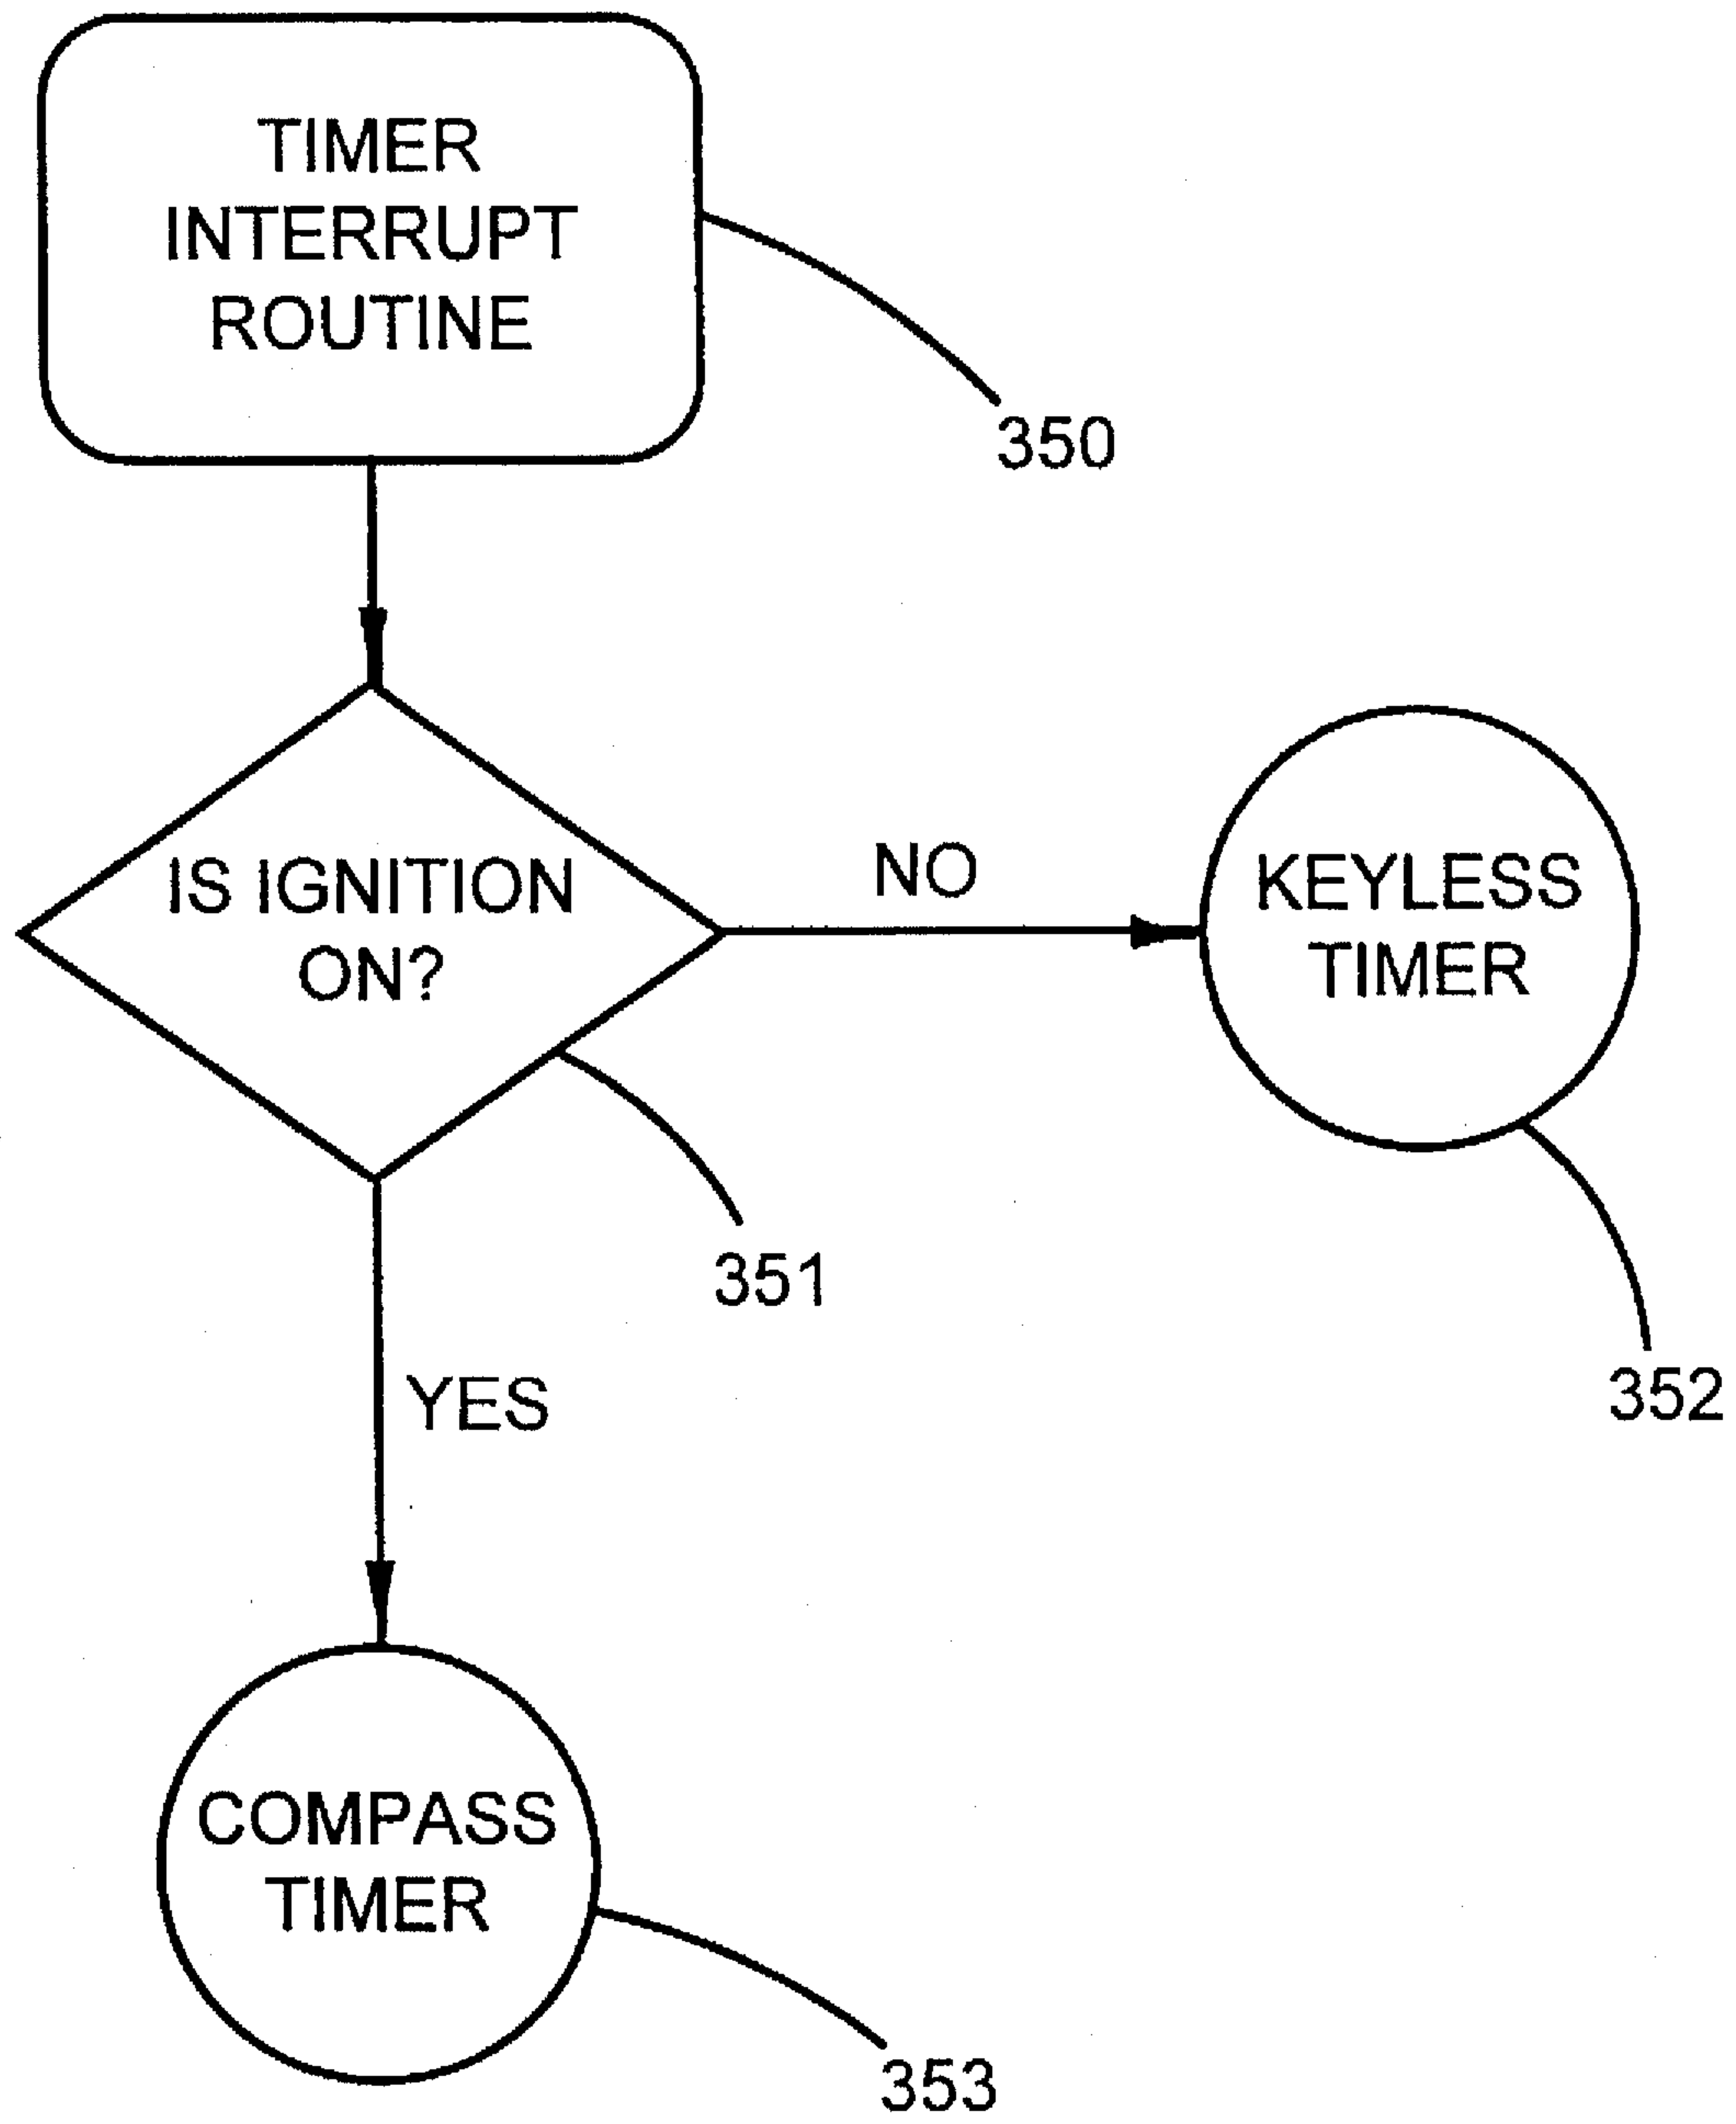 TIMER
INTERRUPT
ROUTINE
350
IS IGNITION
ON?
NO
KEYLESS
TIMER
351
352
YES
COMPASS
TIMER
353